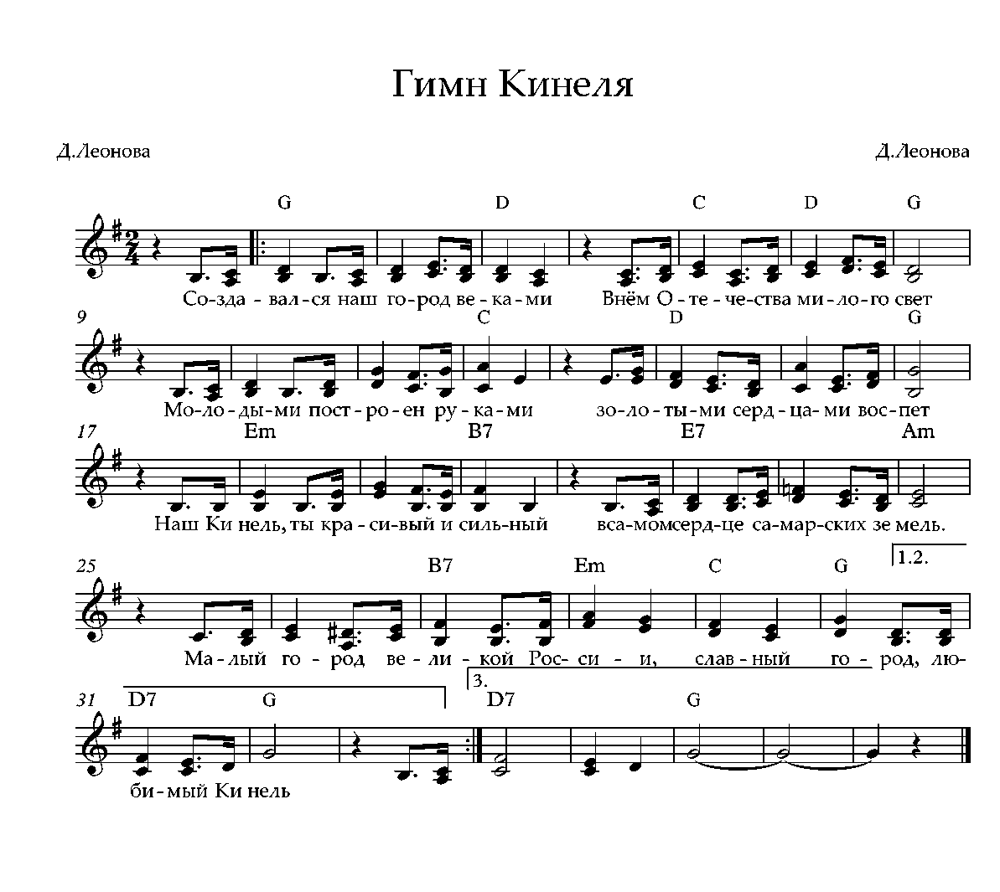 Гимн Кинеля
Д.Леонова Д.Леонова
G D C D G
2/4
Со-зда-вал-ся наш го-род ве-ка-ми Внём О-те-че-ства ми-ло-го свет
9 C D G
Мо-ло-ды-ми пост-ро-ен ру-ка-ми зо-ло-ты-ми серд-ца-ми вос-пет
17 Em B7 E7 Am
Наш Ки нель, ты кра-си-вый и силь-ный всамомсерд-це са-мар-ских зе мель.
25 B7 Em C G 1.2.
Ма-лый го-род ве-ли-кой Рос-си-и, слав-ный го-род, лю-
31 D7 G 3. D7 G
би-мый Ки нель